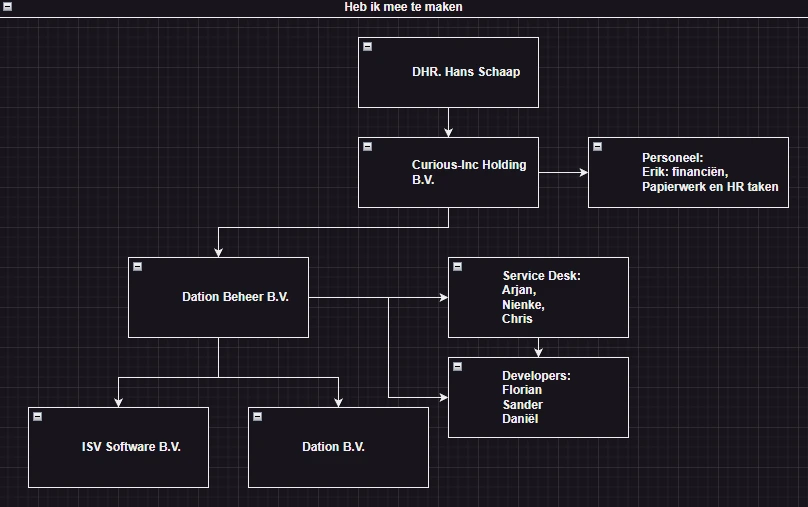 Heb ik mee te maken
DHR. Hans Schaap
Curious-Inc Holding
B.V.
Personeel:
Erik: financiën,
Papierwerk en HR taken
Dation Beheer B.V.
Service Desk:
Arjan,
Nienke,
Chris
Developers:
Florian
Sander
Daniël
ISV Software B.V.
Dation B.V.